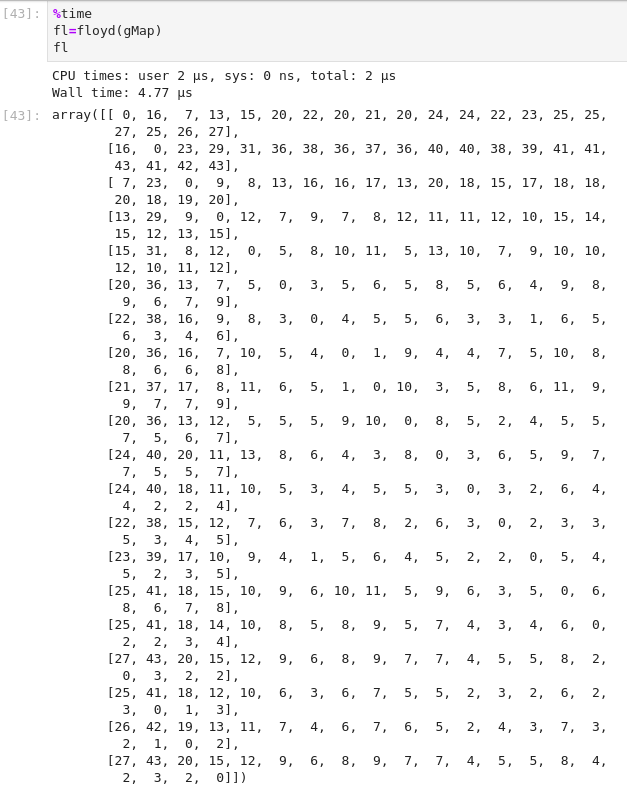 [43]: %time
fl=floyd(gMap)
fl
CPU times: user 2 µs, sys: 0 ns, total: 2 µs
Wall time: 4.77 µs
[43]: array([[ 0, 16,  7, 13, 15, 20, 22, 20, 21, 20, 24, 24, 22, 23, 25, 25,
27, 25, 26, 27],
[16,  0, 23, 29, 31, 36, 38, 36, 37, 36, 40, 40, 38, 39, 41, 41,
43, 41, 42, 43],
[ 7, 23,  0,  9,  8, 13, 16, 16, 17, 13, 20, 18, 15, 17, 18, 18,
20, 18, 19, 20],
[13, 29,  9,  0, 12,  7,  9,  7,  8, 12, 11, 11, 12, 10, 15, 14,
15, 12, 13, 15],
[15, 31,  8, 12,  0,  5,  8, 10, 11,  5, 13, 10,  7,  9, 10, 10,
12, 10, 11, 12],
[20, 36, 13,  7,  5,  0,  3,  5,  6,  5,  8,  5,  6,  4,  9,  8,
9,  6,  7,  9],
[22, 38, 16,  9,  8,  3,  0,  4,  5,  5,  6,  3,  3,  1,  6,  5,
6,  3,  4,  6],
[20, 36, 16,  7, 10,  5,  4,  0,  1,  9,  4,  4,  7,  5, 10,  8,
8,  6,  6,  8],
[21, 37, 17,  8, 11,  6,  5,  1,  0, 10,  3,  5,  8,  6, 11,  9,
9,  7,  7,  9],
[20, 36, 13, 12,  5,  5,  5,  9, 10,  0,  8,  5,  2,  4,  5,  5,
7,  5,  6,  7],
[24, 40, 20, 11, 13,  8,  6,  4,  3,  8,  0,  3,  6,  5,  9,  7,
7,  5,  5,  7],
[24, 40, 18, 11, 10,  5,  3,  4,  5,  5,  3,  0,  3,  2,  6,  4,
4,  2,  2,  4],
[22, 38, 15, 12,  7,  6,  3,  7,  8,  2,  6,  3,  0,  2,  3,  3,
5,  3,  4,  5],
[23, 39, 17, 10,  9,  4,  1,  5,  6,  4,  5,  2,  2,  0,  5,  4,
5,  2,  3,  5],
[25, 41, 18, 15, 10,  9,  6, 10, 11,  5,  9,  6,  3,  5,  0,  6,
8,  6,  7,  8],
[25, 41, 18, 14, 10,  8,  5,  8,  9,  5,  7,  4,  3,  4,  6,  0,
2,  2,  3,  4],
[27, 43, 20, 15, 12,  9,  6,  8,  9,  7,  7,  4,  5,  5,  8,  2,
0,  3,  2,  2],
[25, 41, 18, 12, 10,  6,  3,  6,  7,  5,  5,  2,  3,  2,  6,  2,
3,  0,  1,  3],
[26, 42, 19, 13, 11,  7,  4,  6,  7,  6,  5,  2,  4,  3,  7,  3,
2,  1,  0,  2],
[27, 43, 20, 15, 12,  9,  6,  8,  9,  7,  7,  4,  5,  5,  8,  4,
2,  3,  2,  0]])